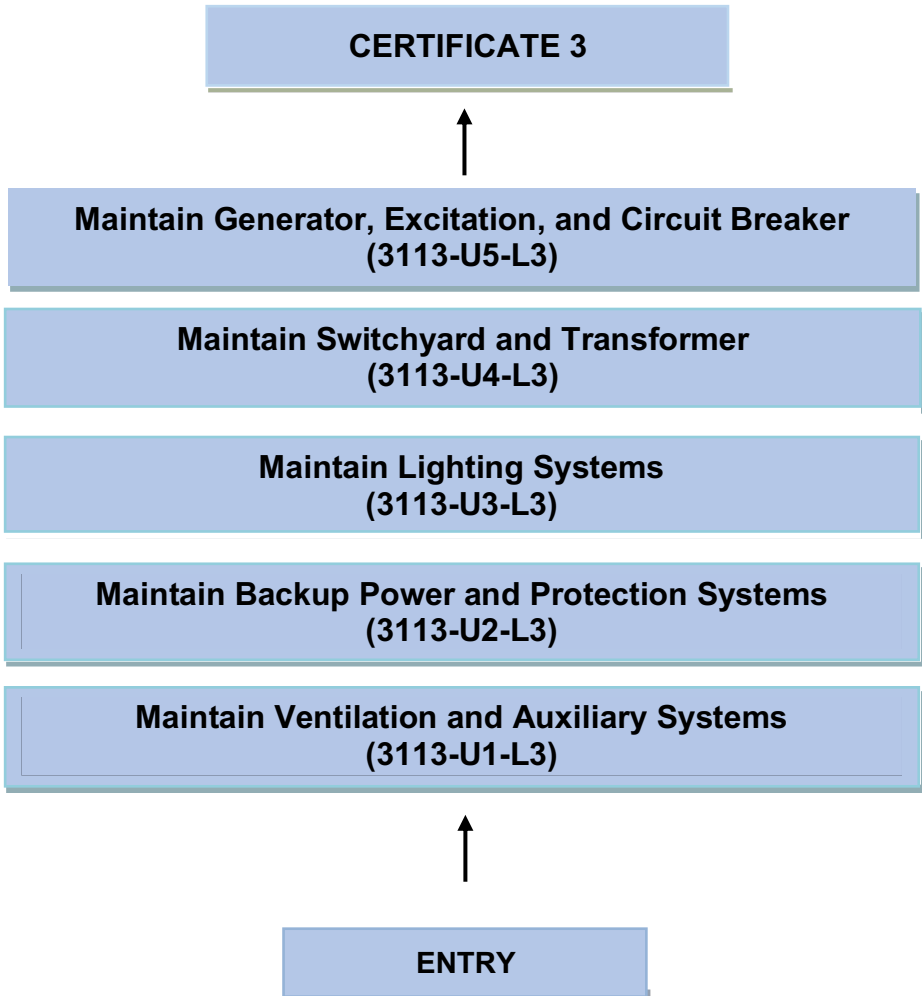 CERTIFICATE 3
Maintain Generator, Excitation, and Circuit Breaker
(3113-U5-L3)
Maintain Switchyard and Transformer
(3113-U4-L3)
Maintain Lighting Systems
(3113-U3-L3)
Maintain Backup Power and Protection Systems
(3113-U2-L3)
Maintain Ventilation and Auxiliary Systems
(3113-U1-L3)
ENTRY